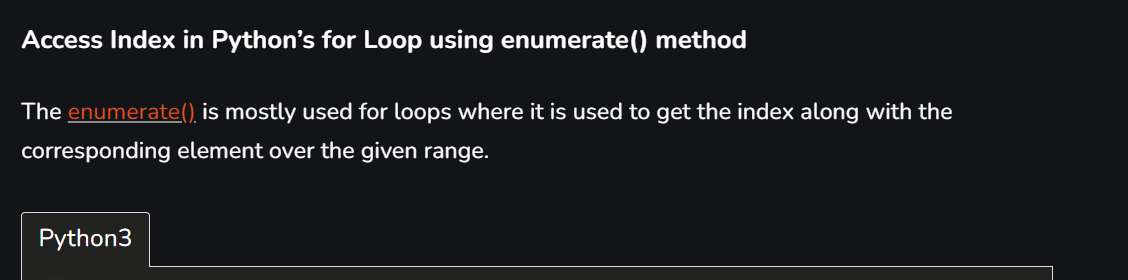 Access Index in Python’s for Loop using enumerate() method
The enumerate() is mostly used for loops where it is used to get the index along with the
corresponding element over the given range.
Python3